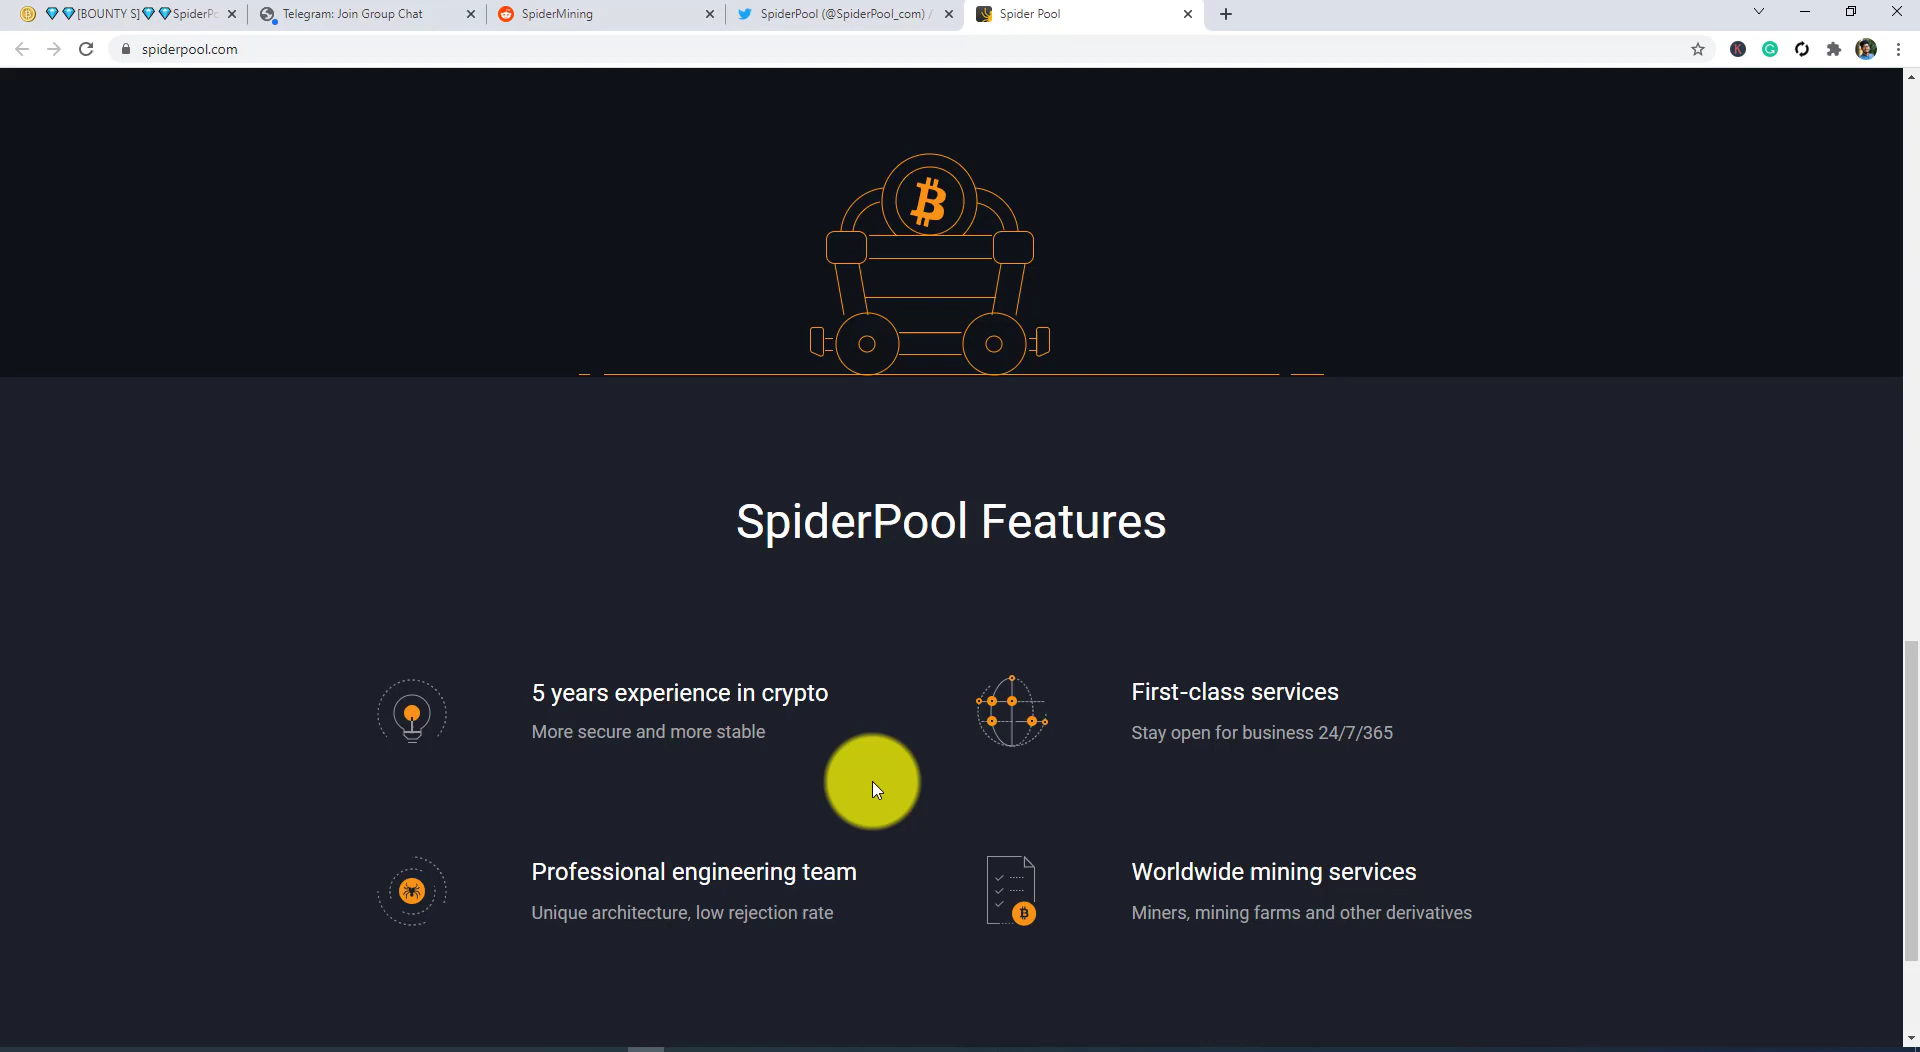 [BOUNTY S]💎💎SpiderPo
Telegram: Join Group Chat
SpiderMining
SpiderPool (@SpiderPool_com) /
Spider Pool
spiderpool.com
SpiderPool Features
5 years experience in crypto
More secure and more stable
First-class services
Stay open for business 24/7/365
Professional engineering team
Unique architecture, low rejection rate
Worldwide mining services
Miners, mining farms and other derivatives